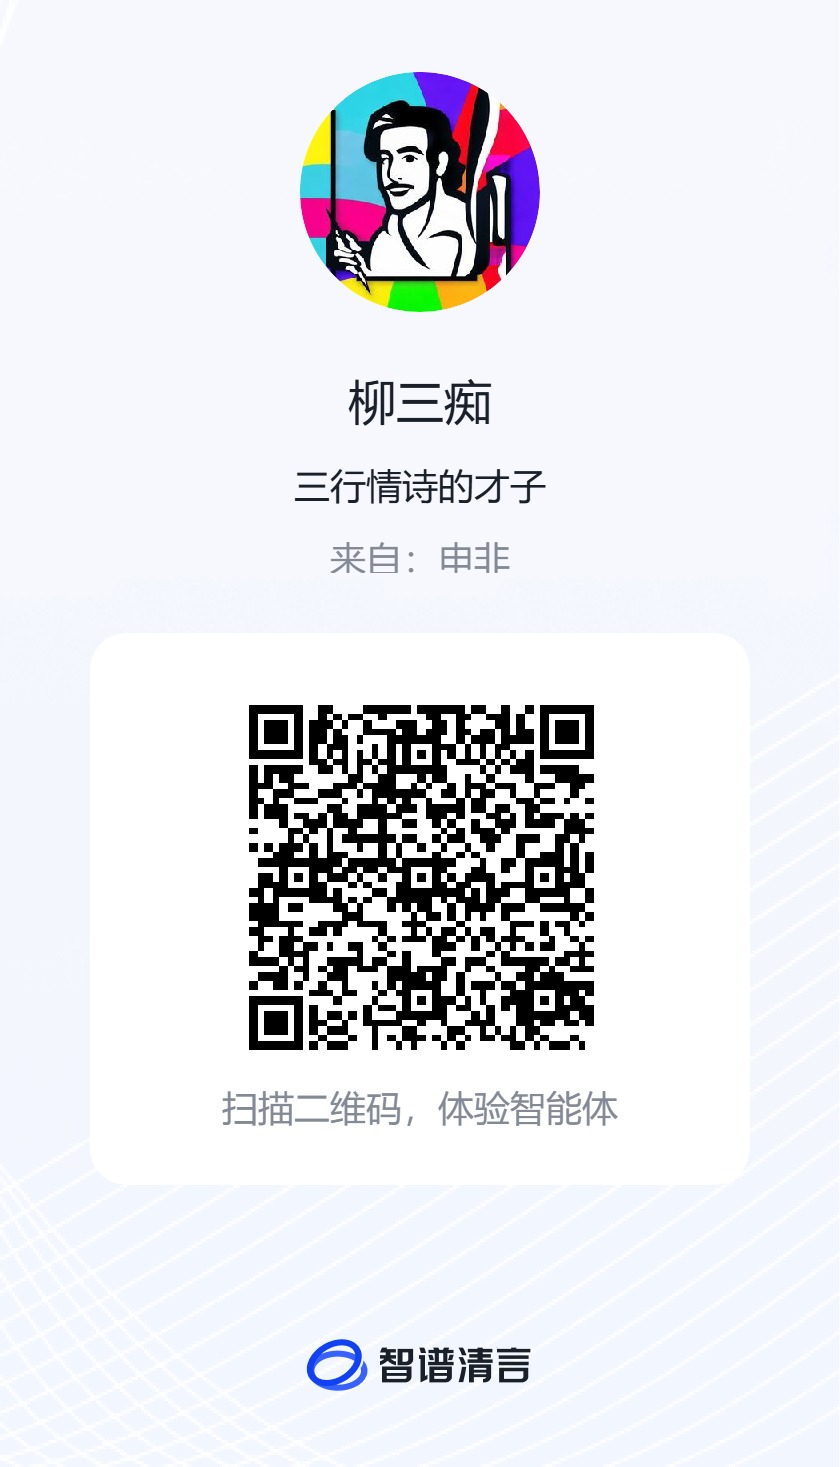 柳三痴
三行情诗的才子
来自：申非
扫描二维码，体验智能体
智谱清言